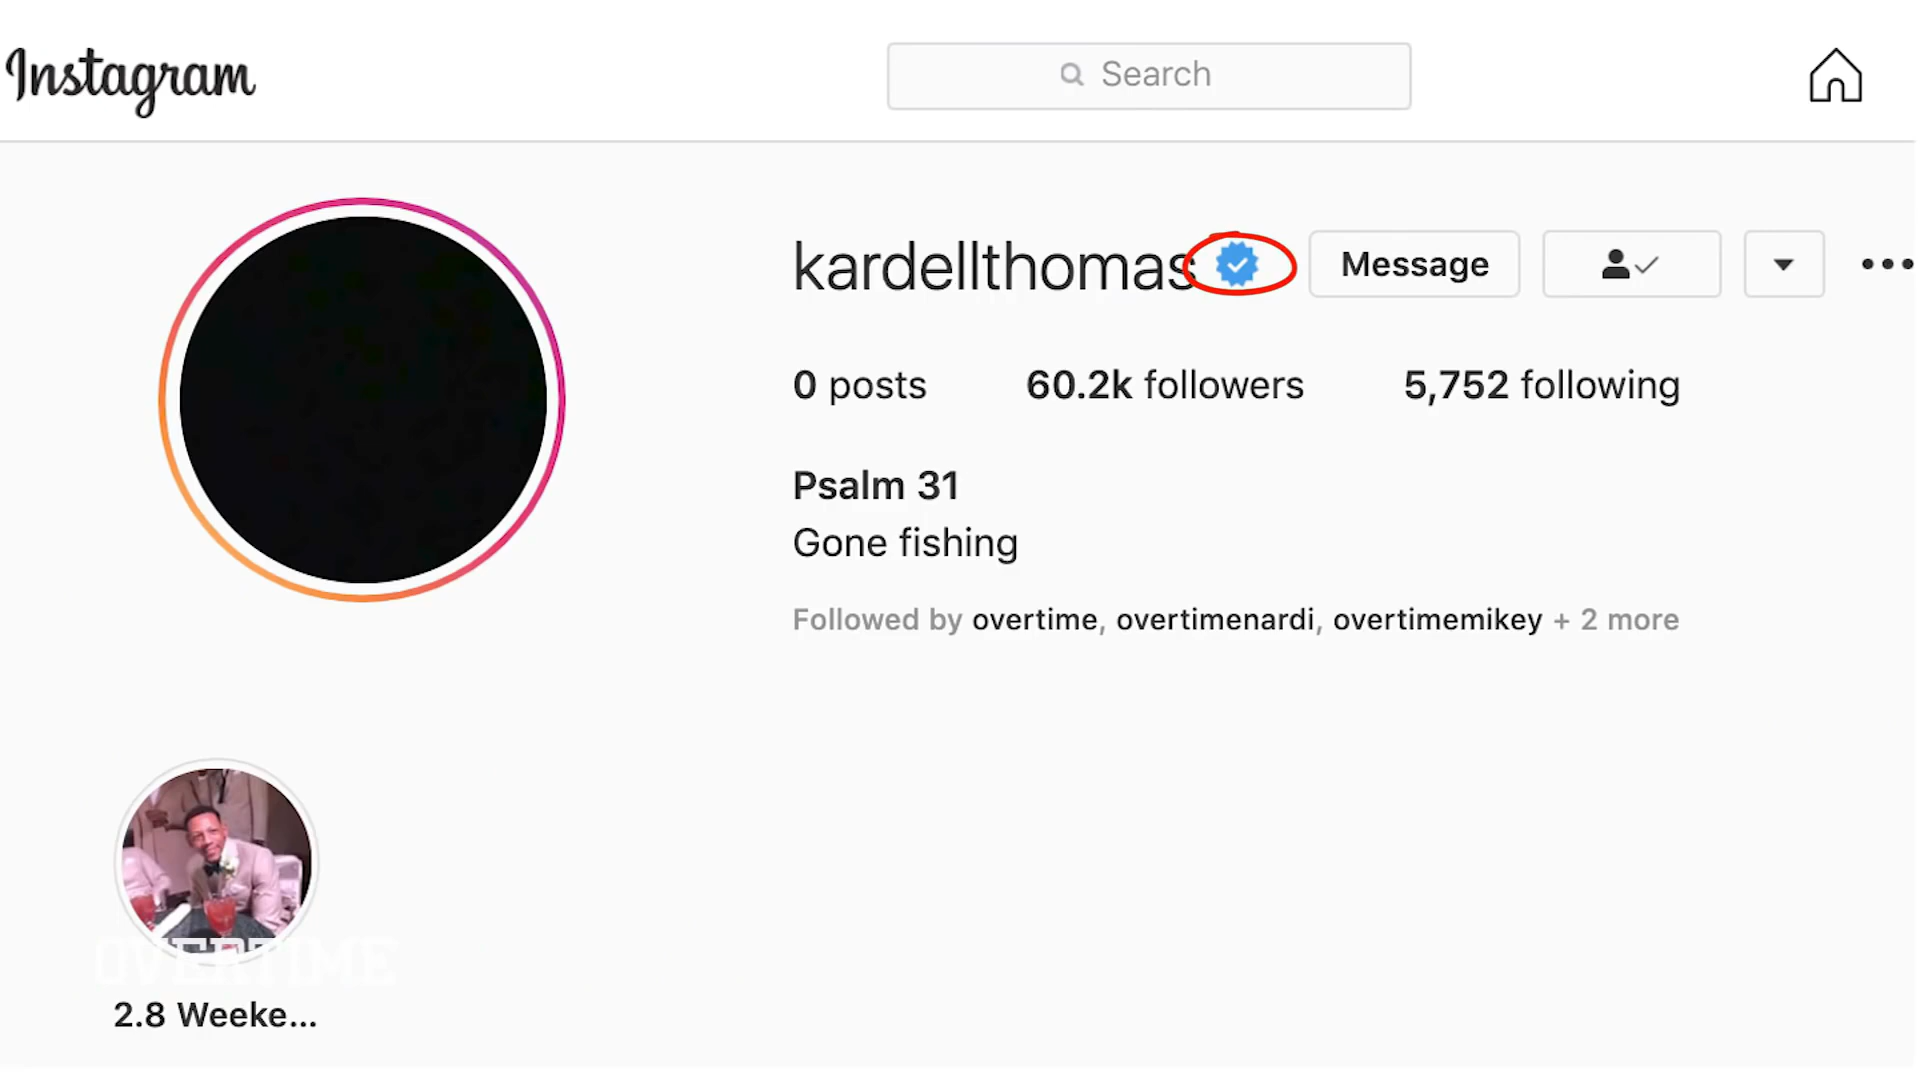 Instagram
Search
kardellthomas
Message
0 posts 60.2k followers 5,752 following
Psalm 31
Gone fishing
Followed by overtime, overtimenardi, overtimemikey + 2 more
OVERTIME
2.8 Weeke...